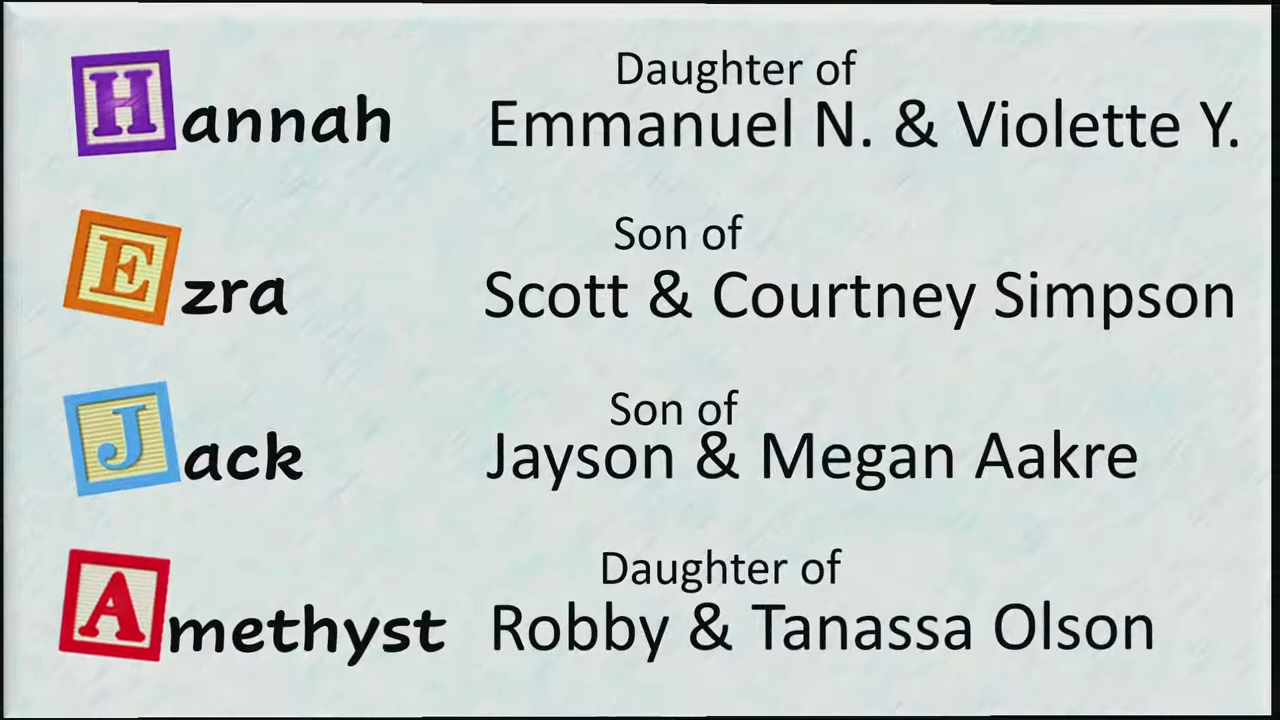 Hannah
Daughter of
Emmanuel N. & Violette Y.
Ezra
Son of
Scott & Courtney Simpson
Jack
Son of
Jayson & Megan Aakre
Amethyst
Daughter of
Robby & Tanassa Olson